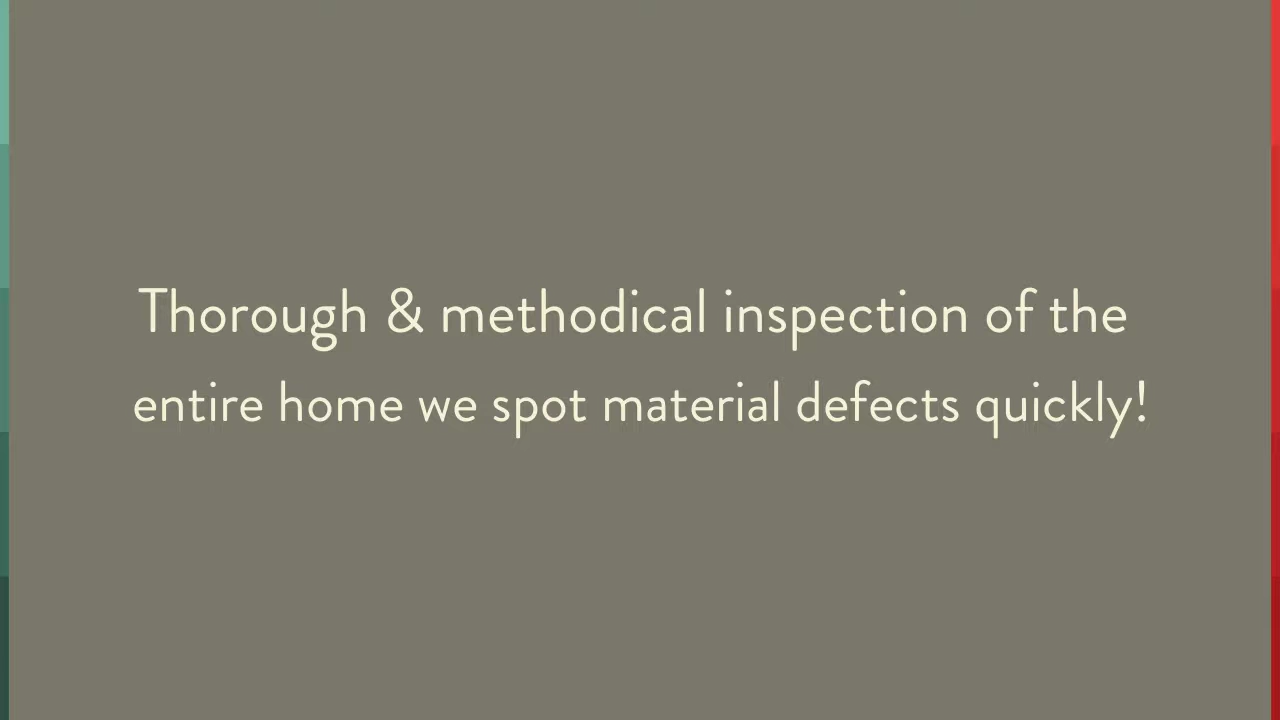 Thorough & methodical inspection of the
entire home we spot material defects quickly!